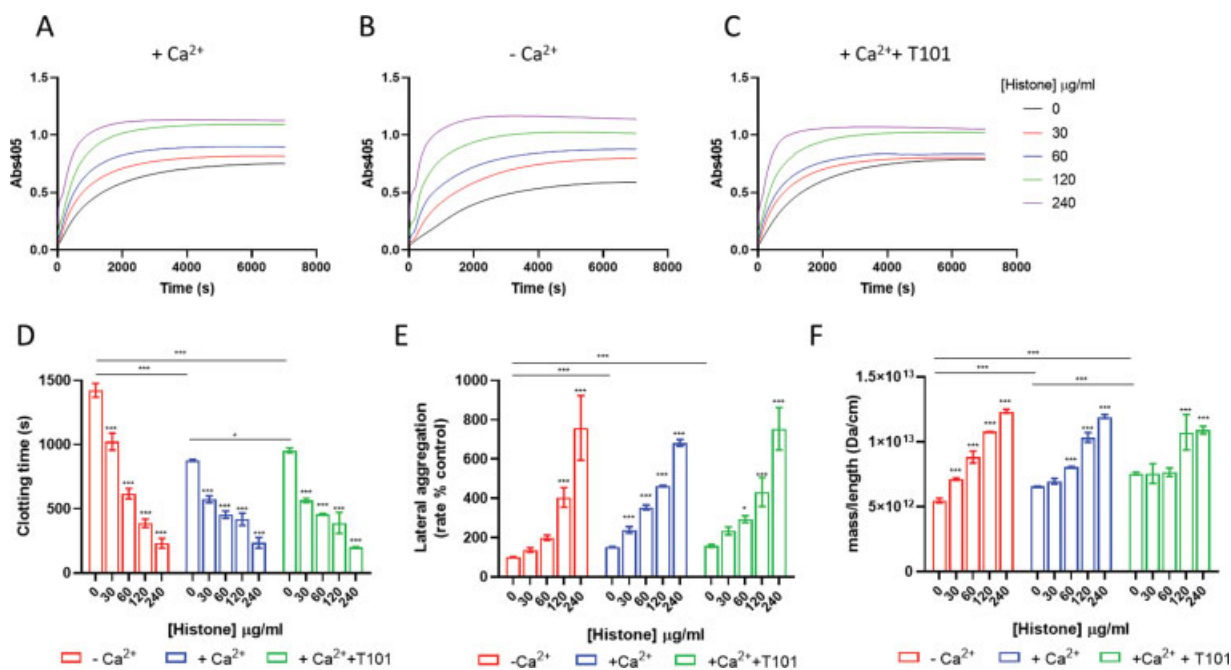 A
+ Ca²⁺
1.5
1.0
0.5
0.0
Abs405
0 2000 4000 6000 8000
Time (s)
B
- Ca²⁺
1.5
1.0
0.5
0.0
Abs405
0 2000 4000 6000 8000
Time (s)
C
+ Ca²⁺+ T101
1.5
1.0
0.5
0.0
Abs405
0 2000 4000 6000 8000
Time (s)
[Histone] µg/ml
0
30
60
120
240
D
***
***
*
1500
1000
500
0
Clotting time (s)
*** *** *** ***
*** *** *** ***
*** *** *** ***
0 30 60 120 240 0 30 60 120 240 0 30 60 120 240
[Histone] µg/ml
- Ca²⁺ + Ca²⁺ + Ca²⁺+T101
E
***
***
1000
800
600
400
200
0
Lateral aggregation
(rate % control)
*** ***
*** *** *** ***
* *** ***
0 30 60 120 240 0 30 60 120 240 0 30 60 120 240
[Histone] µg/ml
-Ca²⁺ +Ca²⁺ +Ca²⁺+T101
F
***
***
***
1.5×10¹³
1×10¹³
5×10¹²
0
mass/length (Da/cm)
*** *** *** ***
*** *** ***
*** ***
0 30 60 120 240 0 30 60 120 240 0 30 60 120 240
[Histone] µg/ml
- Ca²⁺ + Ca²⁺ +Ca²⁺ + T101